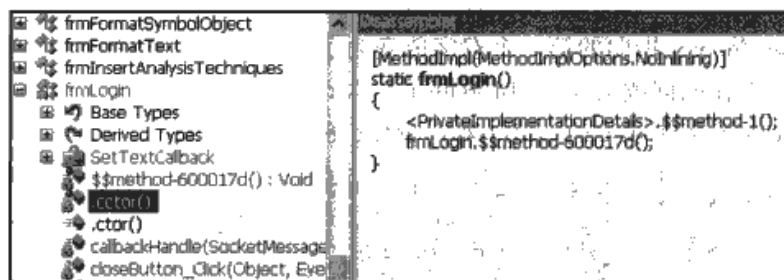 frmFormatSymbolObject
frmFormatText
frmInsertAnalysisTechniques
frmLogin
Base Types
Derived Types
SetTextCallback
$$method-600017d() : Void
.cctor()
.ctor()
callbackHandle(SocketMessage
closeButton_Click(Object, Eve
Disassembler
[MethodImpl(MethodImplOptions.NoInlining)]
static frmLogin()
{
<PrivateImplementationDetails>.$$method-1();
frmLogin.$$method-600017d();
}